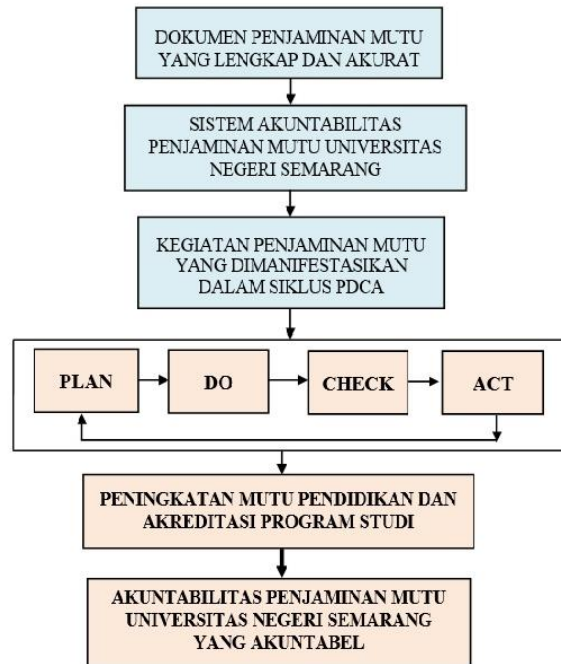 DOKUMEN PENJAMINAN MUTU
YANG LENGKAP DAN AKURAT
SISTEM AKUNTABILITAS
PENJAMINAN MUTU UNIVERSITAS
NEGERI SEMARANG
KEGIATAN PENJAMINAN MUTU
YANG DIMANIFESTASIKAN
DALAM SIKLUS PDCA
PLAN
DO
CHECK
ACT
PENINGKATAN MUTU PENDIDIKAN DAN
AKREDITASI PROGRAM STUDI
AKUNTABILITAS PENJAMINAN MUTU
UNIVERSITAS NEGERI SEMARANG
YANG AKUNTABEL